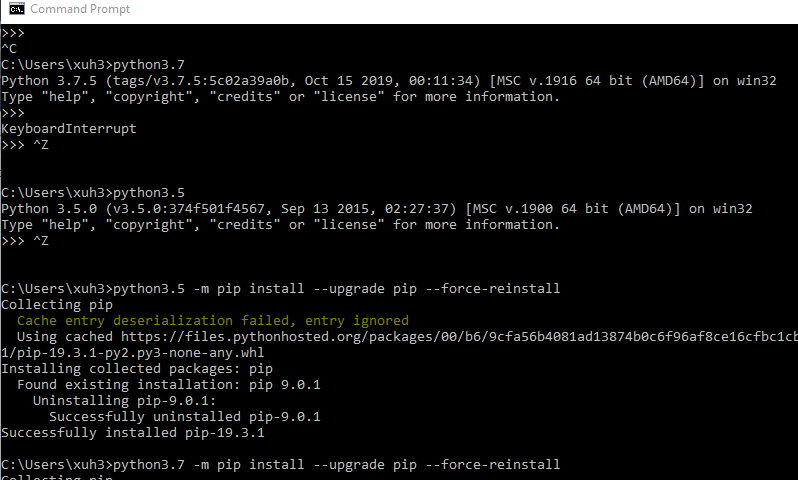 Command Prompt
>>>
^C
C:\Users\xuh3>python3.7
Python 3.7.5 (tags/v3.7.5:5c02a39a0b, Oct 15 2019, 00:11:34) [MSC v.1916 64 bit (AMD64)] on win32
Type "help", "copyright", "credits" or "license" for more information.
>>>
KeyboardInterrupt
>>> ^Z
C:\Users\xuh3>python3.5
Python 3.5.0 (v3.5.0:374f501f4567, Sep 13 2015, 02:27:37) [MSC v.1900 64 bit (AMD64)] on win32
Type "help", "copyright", "credits" or "license" for more information.
>>> ^Z
C:\Users\xuh3>python3.5 -m pip install --upgrade pip --force-reinstall
Collecting pip
  Cache entry deserialization failed, entry ignored
  Using cached https://files.pythonhosted.org/packages/00/b6/9cfa56b4081ad13874b0c6f96af8ce16cfbc1cb
1/pip-19.3.1-py2.py3-none-any.whl
Installing collected packages: pip
  Found existing installation: pip 9.0.1
    Uninstalling pip-9.0.1:
      Successfully uninstalled pip-9.0.1
Successfully installed pip-19.3.1
C:\Users\xuh3>python3.7 -m pip install --upgrade pip --force-reinstall
Collecting pip